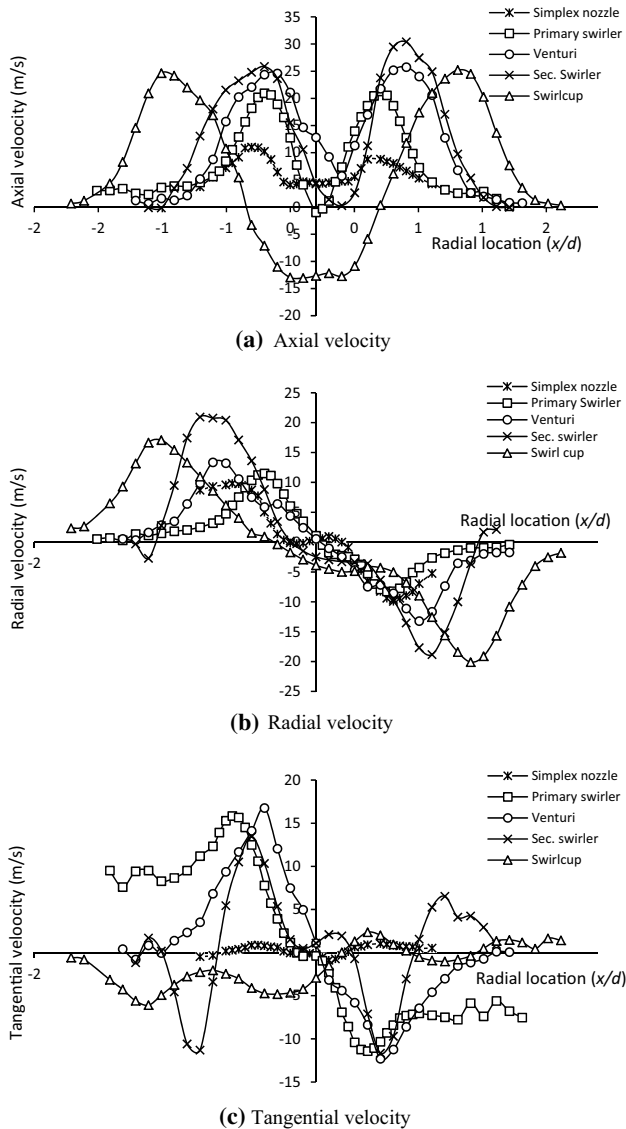 35
30
25
20
15
10
5
0
-5
-10
-15
-20
-2
-2
-1
-1
0
0
1
1
2
Axial veloocity (m/s)
Radial location (x/d)
Simplex nozzle
Primary swirler
Venturi
Sec. Swirler
Swirlcup
(a) Axial velocity
25
20
15
10
5
0
-5
-10
-15
-20
-25
-2
Radial veloocity (m/s)
Radial location (x/d)
Simplex nozzle
Primary Swirler
Venturi
Sec. swirler
Swirl cup
(b) Radial velocity
20
15
10
5
0
-5
-10
-15
-2
Tangential veloocity (m/s)
Radial location (x/d)
Simplex nozzle
Primary swirler
Venturi
Sec. swirler
Swirlcup
(c) Tangential velocity